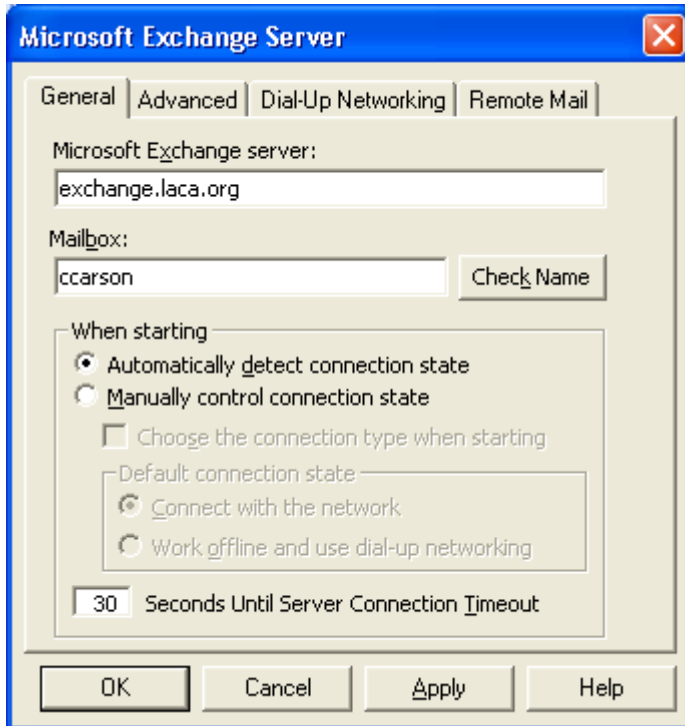 Microsoft Exchange Server
General Advanced Dial-Up Networking Remote Mail
Microsoft Exchange server:
exchange.laca.org
Mailbox:
ccarson Check Name
When starting
Automatically detect connection state
Manually control connection state
Choose the connection type when starting
Default connection state
Connect with the network
Work offline and use dial-up networking
30 Seconds Until Server Connection Timeout
OK Cancel Apply Help